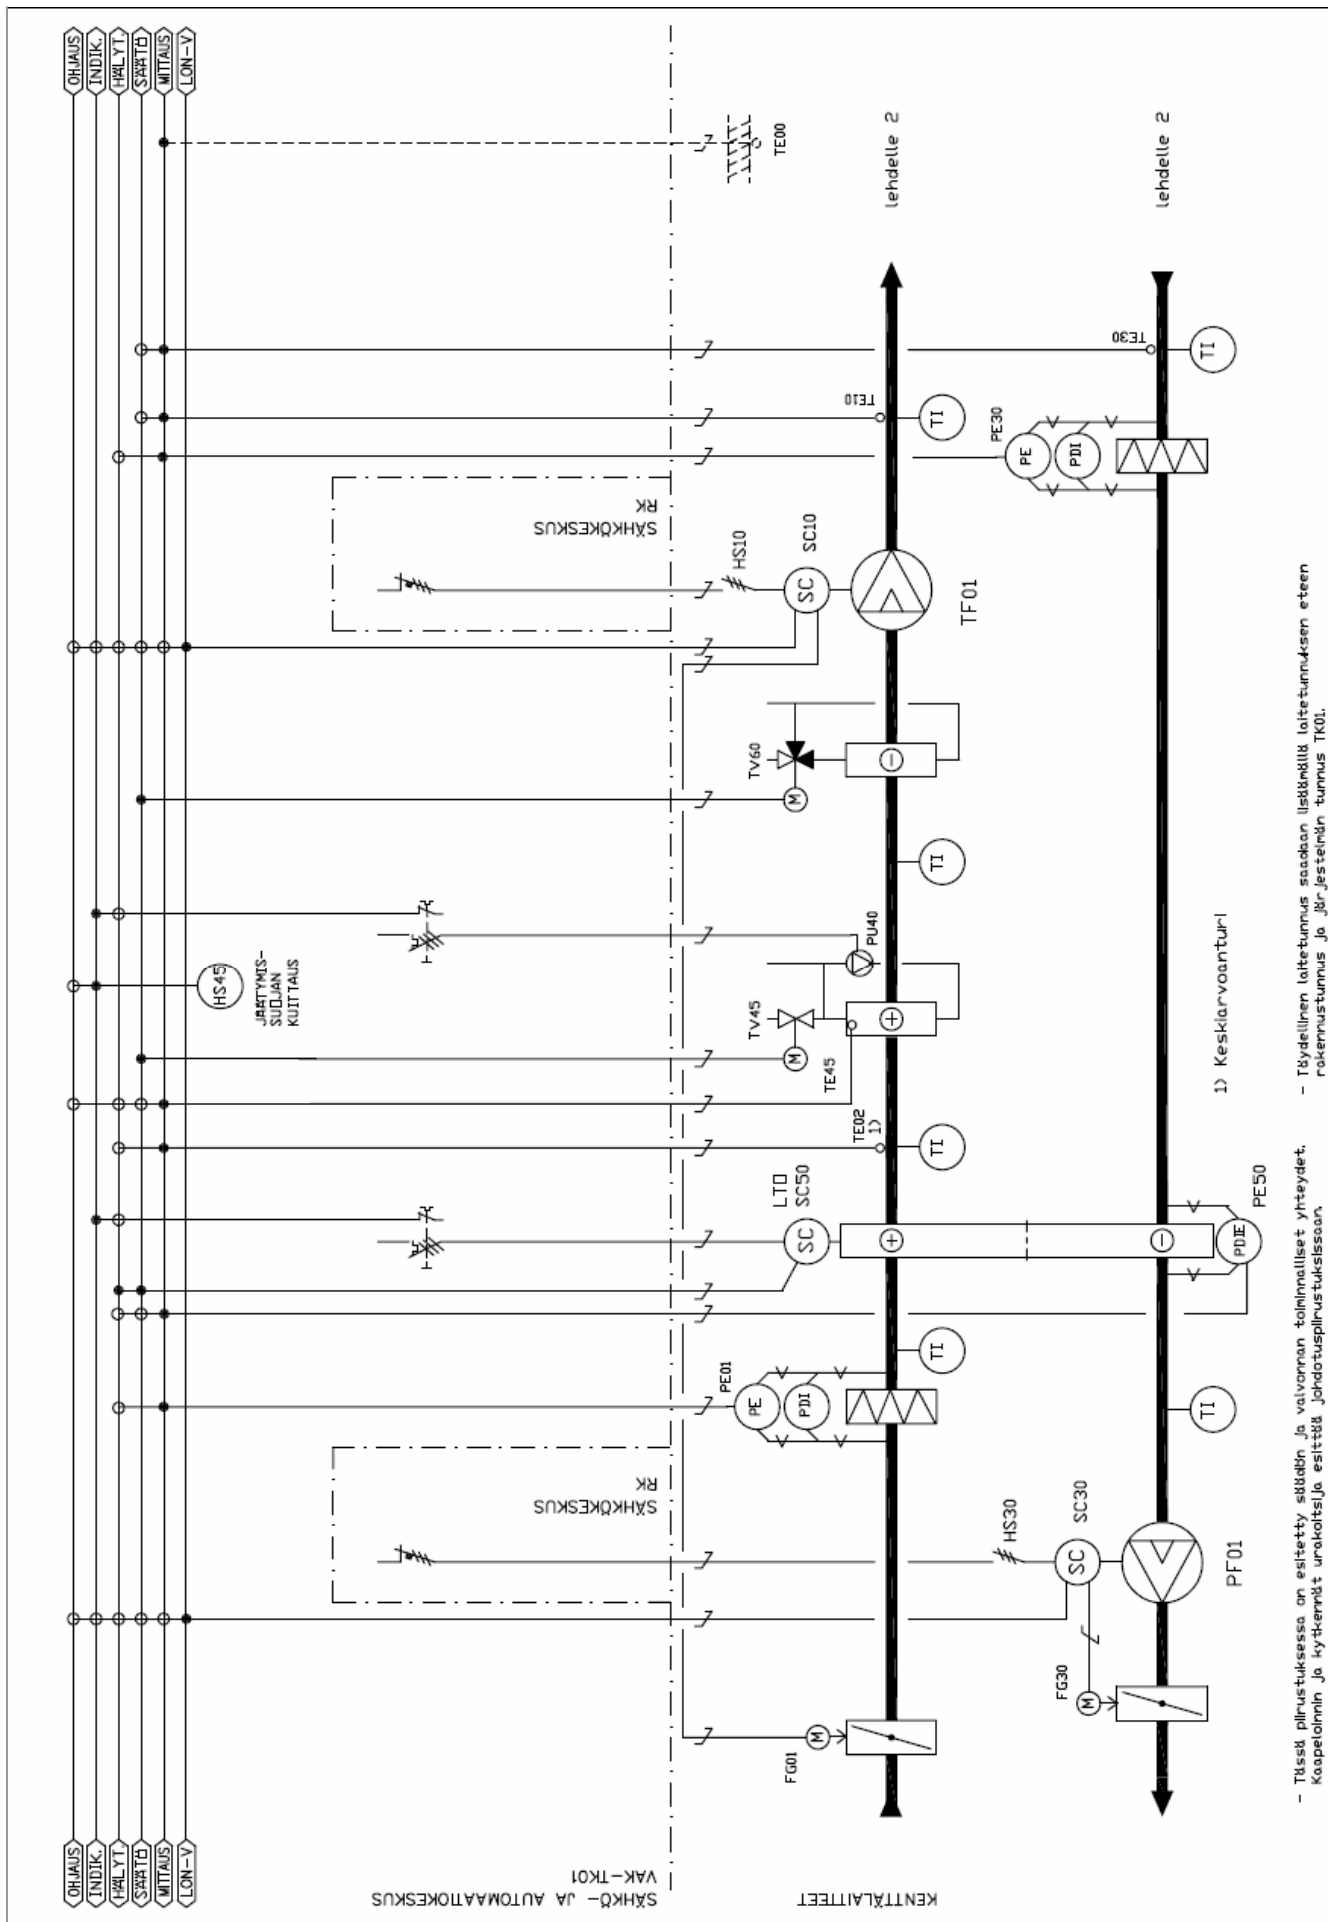 OHJAUS
INDIK.
HÄLYT.
SÄÄTÖ
MITTAUS
LON-V
OHJAUS
INDIK.
HÄLYT.
SÄÄTÖ
MITTAUS
LON-V
SÄHKÖ- JA AUTOMAATIOKESKUS
VAK-TK01
KENTTÄLAITTEET
SÄHKÖKESKUS
RK
SÄHKÖKESKUS
RK
HS45
JÄÄTYMIS-
SUOJAN
KUITTAUS
FG01
M
PE01
PE
PDI
TI
LTO
SC50
SC
+
-
PDIE
PE50
TE02
1)
TI
TE45
TV45
M
+
PU40
TI
TV60
M
-
HS10
SC10
SC
TF01
TE10
TI
TE00
lehdelle 2
FG30
M
HS30
SC30
SC
PF01
TI
PE30
PE
PDI
TE30
TI
lehdelle 2
1) Keskiarvoanturi
- Tässä piirustuksessa on esitetty säädön ja valvonnan toiminnalliset yhteydet.
Kaapeloinnin ja kytkennät urakoitsija esittää johdotuspiirustuksissaan.
- Täydellinen laitetunnus saadaan lisäämällä laitetunnuksen eteen
rakennustunnus ja järjestelmän tunnus TK01.